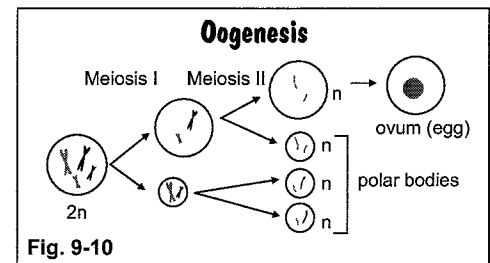 Oogenesis
Meiosis I Meiosis II
n
ovum (egg)
n
n
polar bodies
n
2n
Fig. 9-10